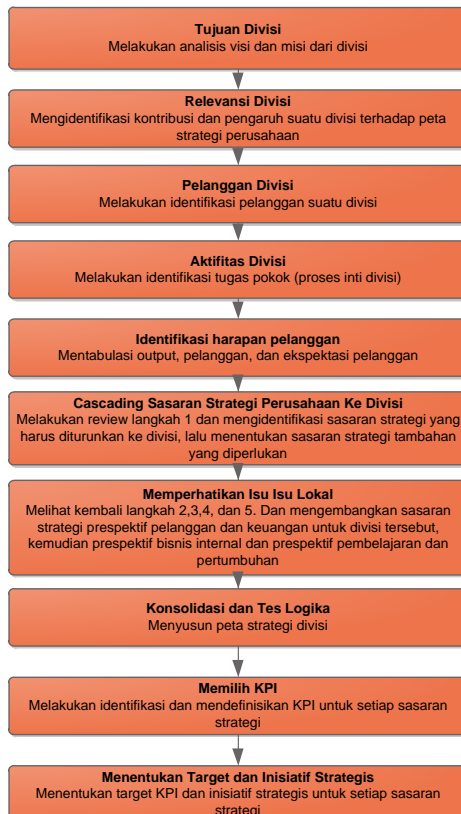 Tujuan Divisi
Melakukan analisis visi dan misi dari divisi
Relevansi Divisi
Mengidentifikasi kontribusi dan pengaruh suatu divisi terhadap peta
strategi perusahaan
Pelanggan Divisi
Melakukan identifikasi pelanggan suatu divisi
Aktifitas Divisi
Melakukan identifikasi tugas pokok (proses inti divisi)
Identifikasi harapan pelanggan
Mentabulasi output, pelanggan, dan ekspektasi pelanggan
Cascading Sasaran Strategi Perusahaan Ke Divisi
Melakukan review langkah 1 dan mengidentifikasi sasaran strategi yang
harus diturunkan ke divisi, lalu menentukan sasaran strategi tambahan
yang diperlukan
Memperhatikan Isu Isu Lokal
Melihat kembali langkah 2,3,4, dan 5. Dan mengembangkan sasaran
strategi prespektif pelanggan dan keuangan untuk divisi tersebut,
kemudian prespektif bisnis internal dan prespektif pembelajaran dan
pertumbuhan
Konsolidasi dan Tes Logika
Menyusun peta strategi divisi
Memilih KPI
Melakukan identifikasi dan mendefinisikan KPI untuk setiap sasaran
strategi
Menentukan Target dan Inisiatif Strategis
Menentukan target KPI dan inisiatif strategis untuk setiap sasaran
strategi